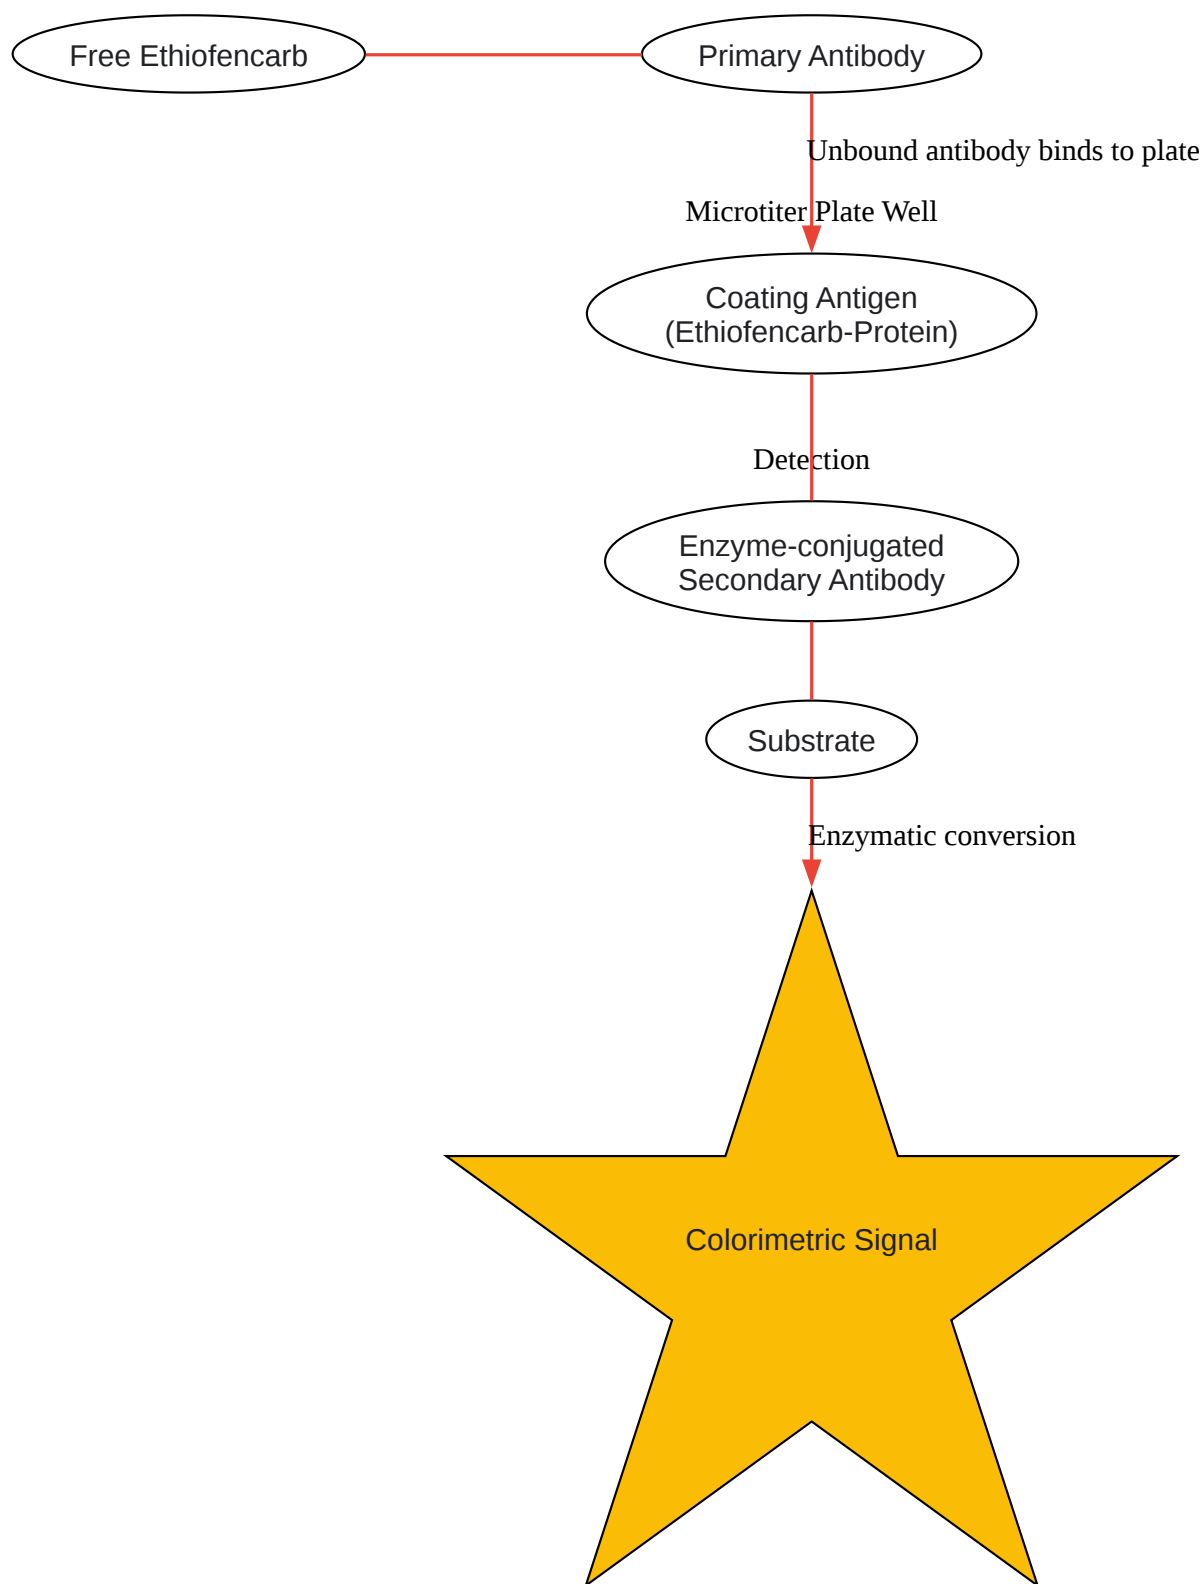 Free Ethiofencarb
Primary Antibody
Unbound antibody binds to plate
Microtiter Plate Well
Coating Antigen
(Ethiofencarb-Protein)
Detection
Enzyme-conjugated
Secondary Antibody
Substrate
Enzymatic conversion
Colorimetric Signal